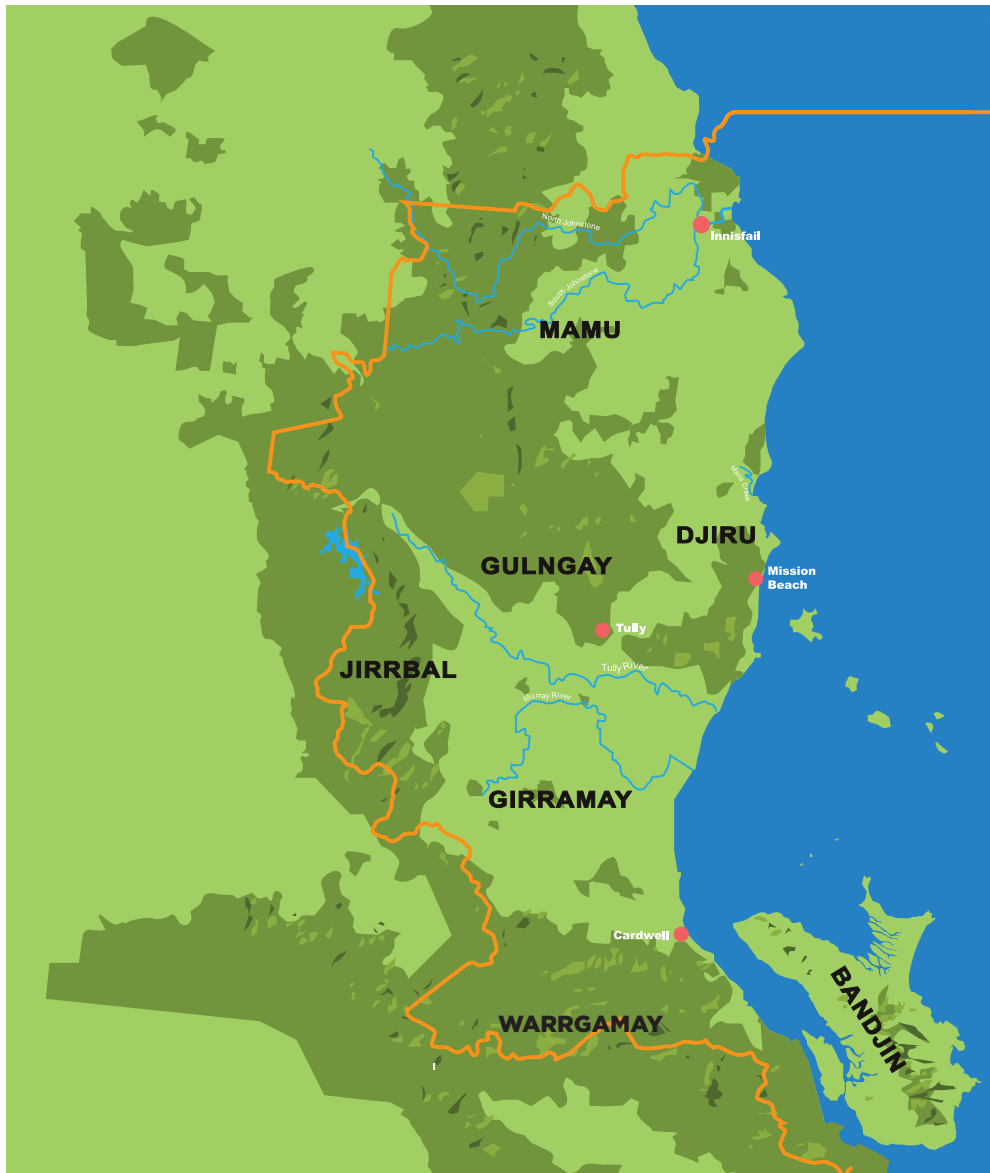 North Johnstone
Innisfail
South Johnstone
MAMU
Maria Creek
DJIRU
GULNGAY
Mission
Beach
Tully
JIRRBAL
Tully River
Murray River
GIRRAMAY
Cardwell
BANDJIN
WARRGAMAY
I